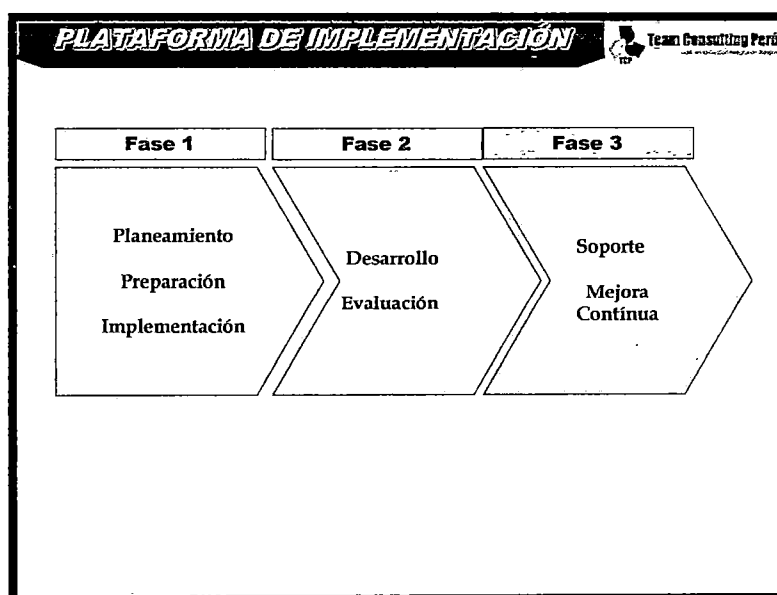 PLATAFORMA DE IMPLEMENTACIÓN
Team Consulting Perú
TCP
Fase 1
Fase 2
Fase 3
Planeamiento
Preparación
Implementación
Desarrollo
Evaluación
Soporte
Mejora
Contínua